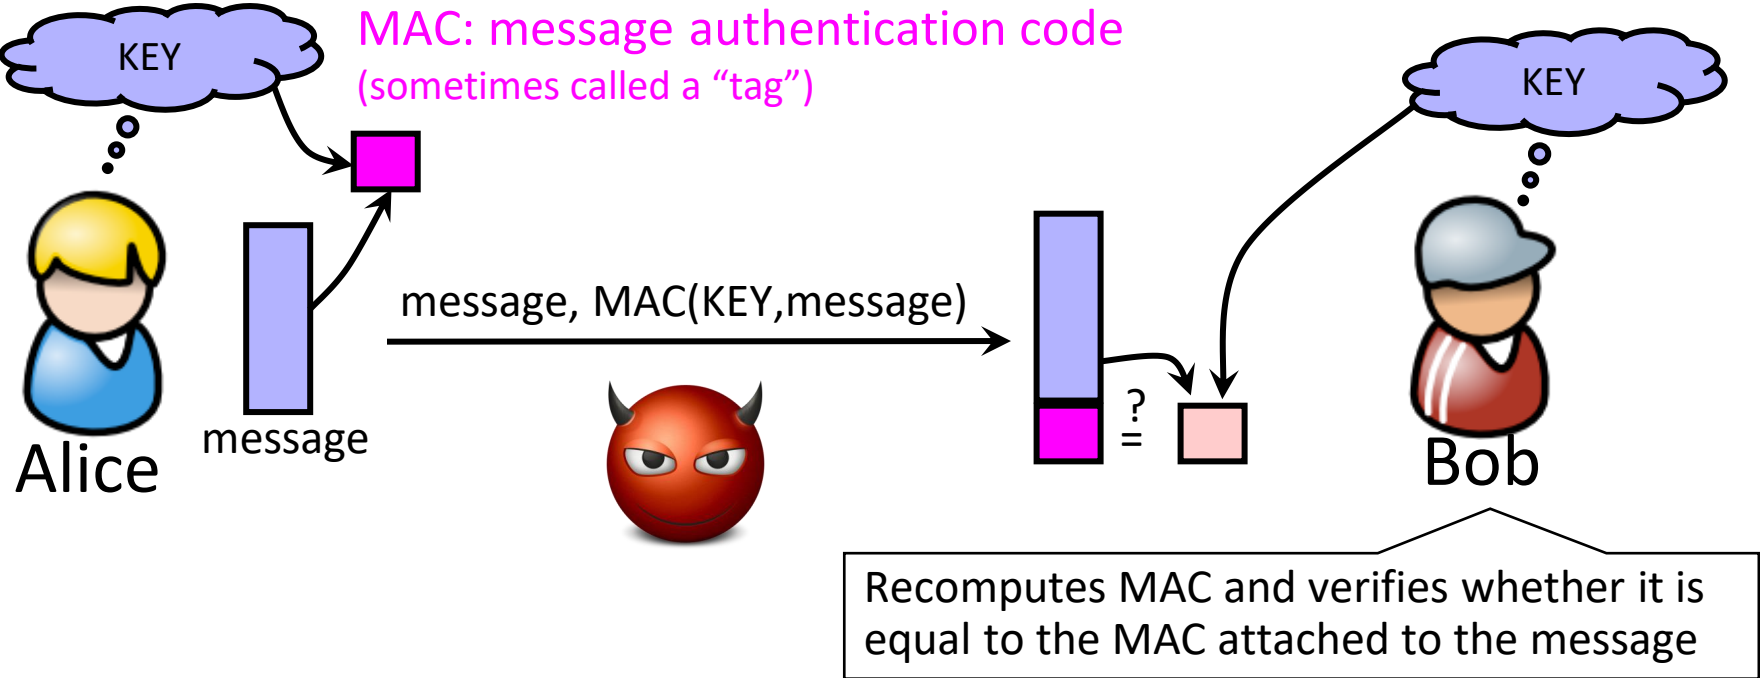 KEY
MAC: message authentication code
(sometimes called a “tag”)
KEY
message, MAC(KEY,message)
message
?
=
Alice
Bob
Recomputes MAC and verifies whether it is
equal to the MAC attached to the message